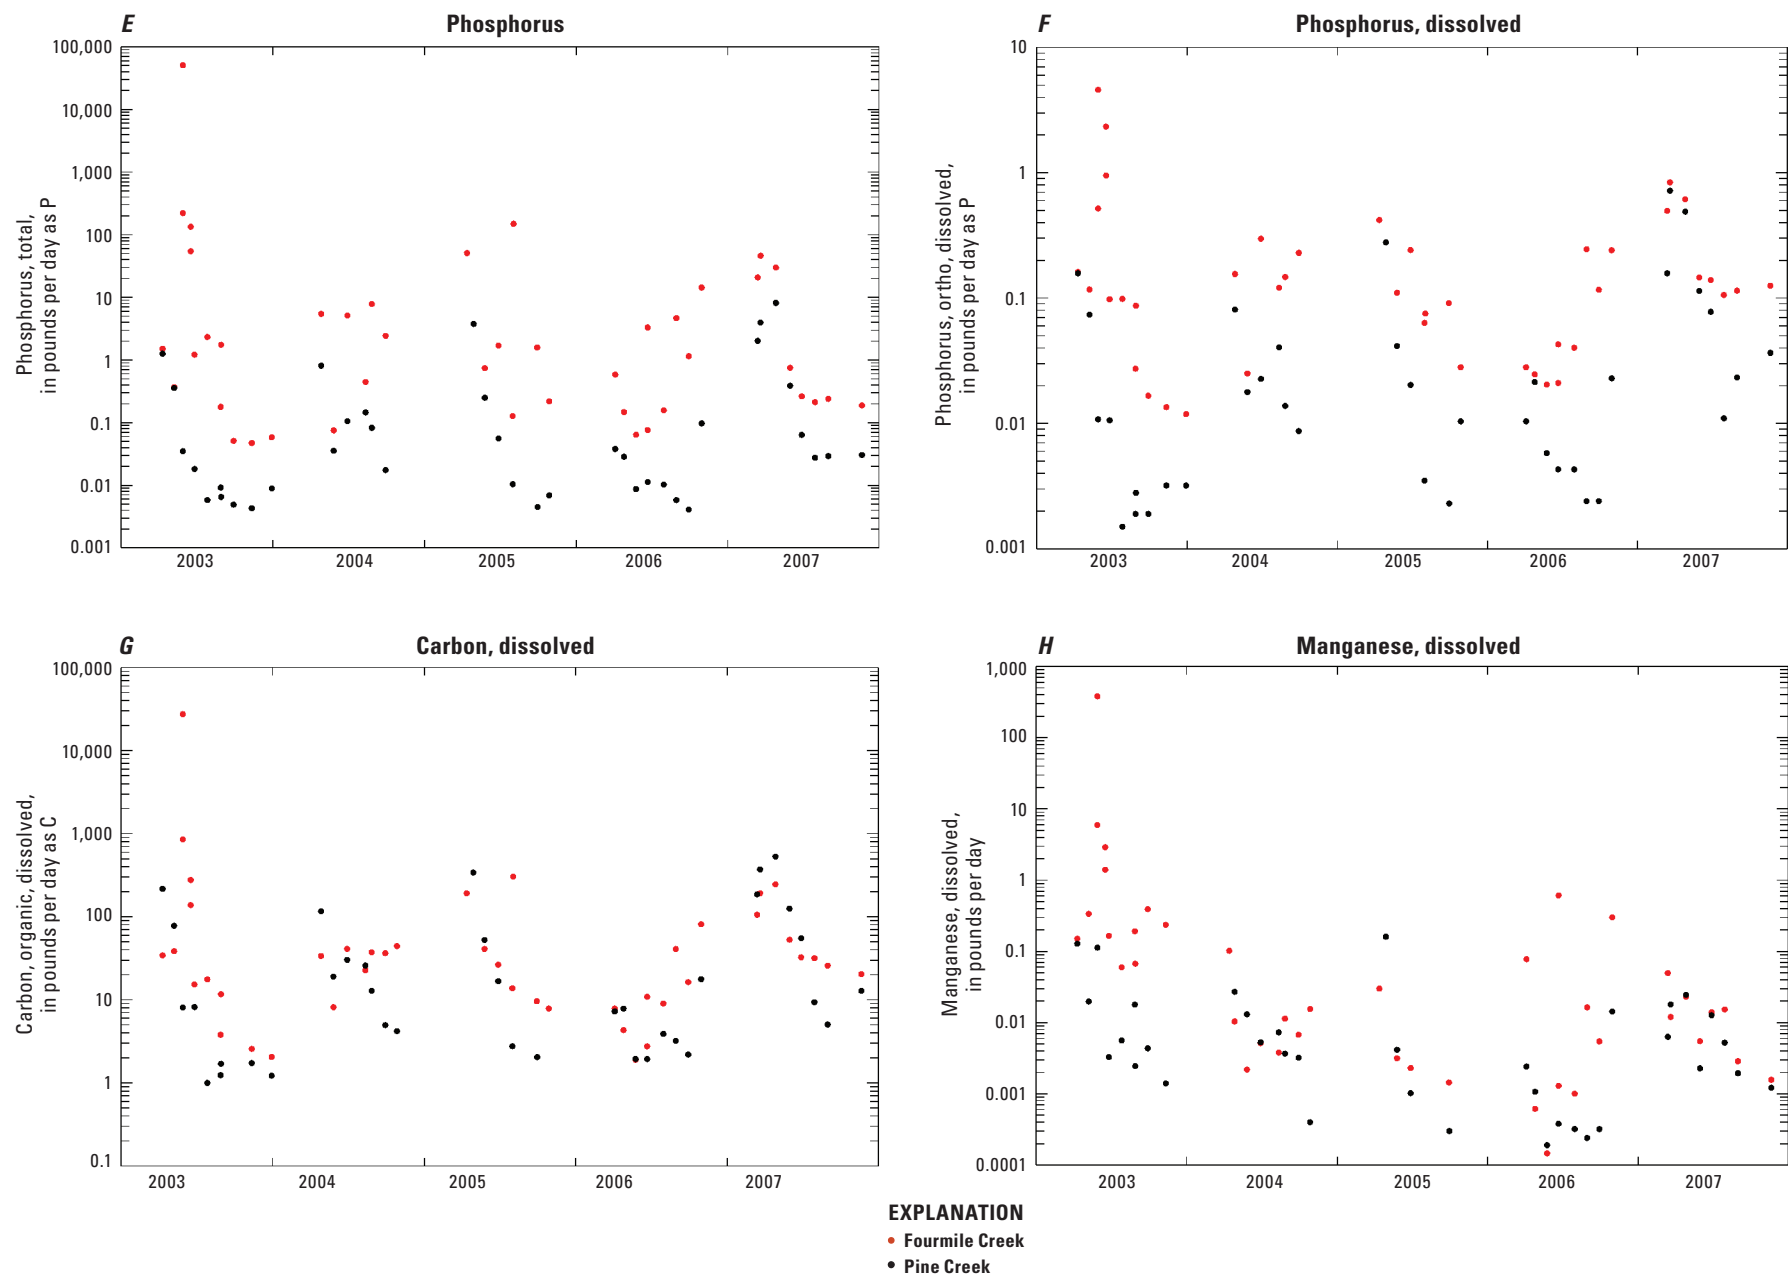 E Phosphorus
100,000
10,000
1,000
100
10
1
0.1
0.01
0.001
Phosphorus, total,
in pounds per day as P
2003 2004 2005 2006 2007
F Phosphorus, dissolved
10
1
0.1
0.01
0.001
Phosphorus, ortho, dissolved,
in pounds per day as P
2003 2004 2005 2006 2007
G Carbon, dissolved
100,000
10,000
1,000
100
10
1
0.1
Carbon, organic, dissolved,
in pounds per day as C
2003 2004 2005 2006 2007
H Manganese, dissolved
1,000
100
10
1
0.1
0.01
0.001
0.0001
Manganese, dissolved,
in pounds per day
2003 2004 2005 2006 2007
EXPLANATION
Fourmile Creek
Pine Creek